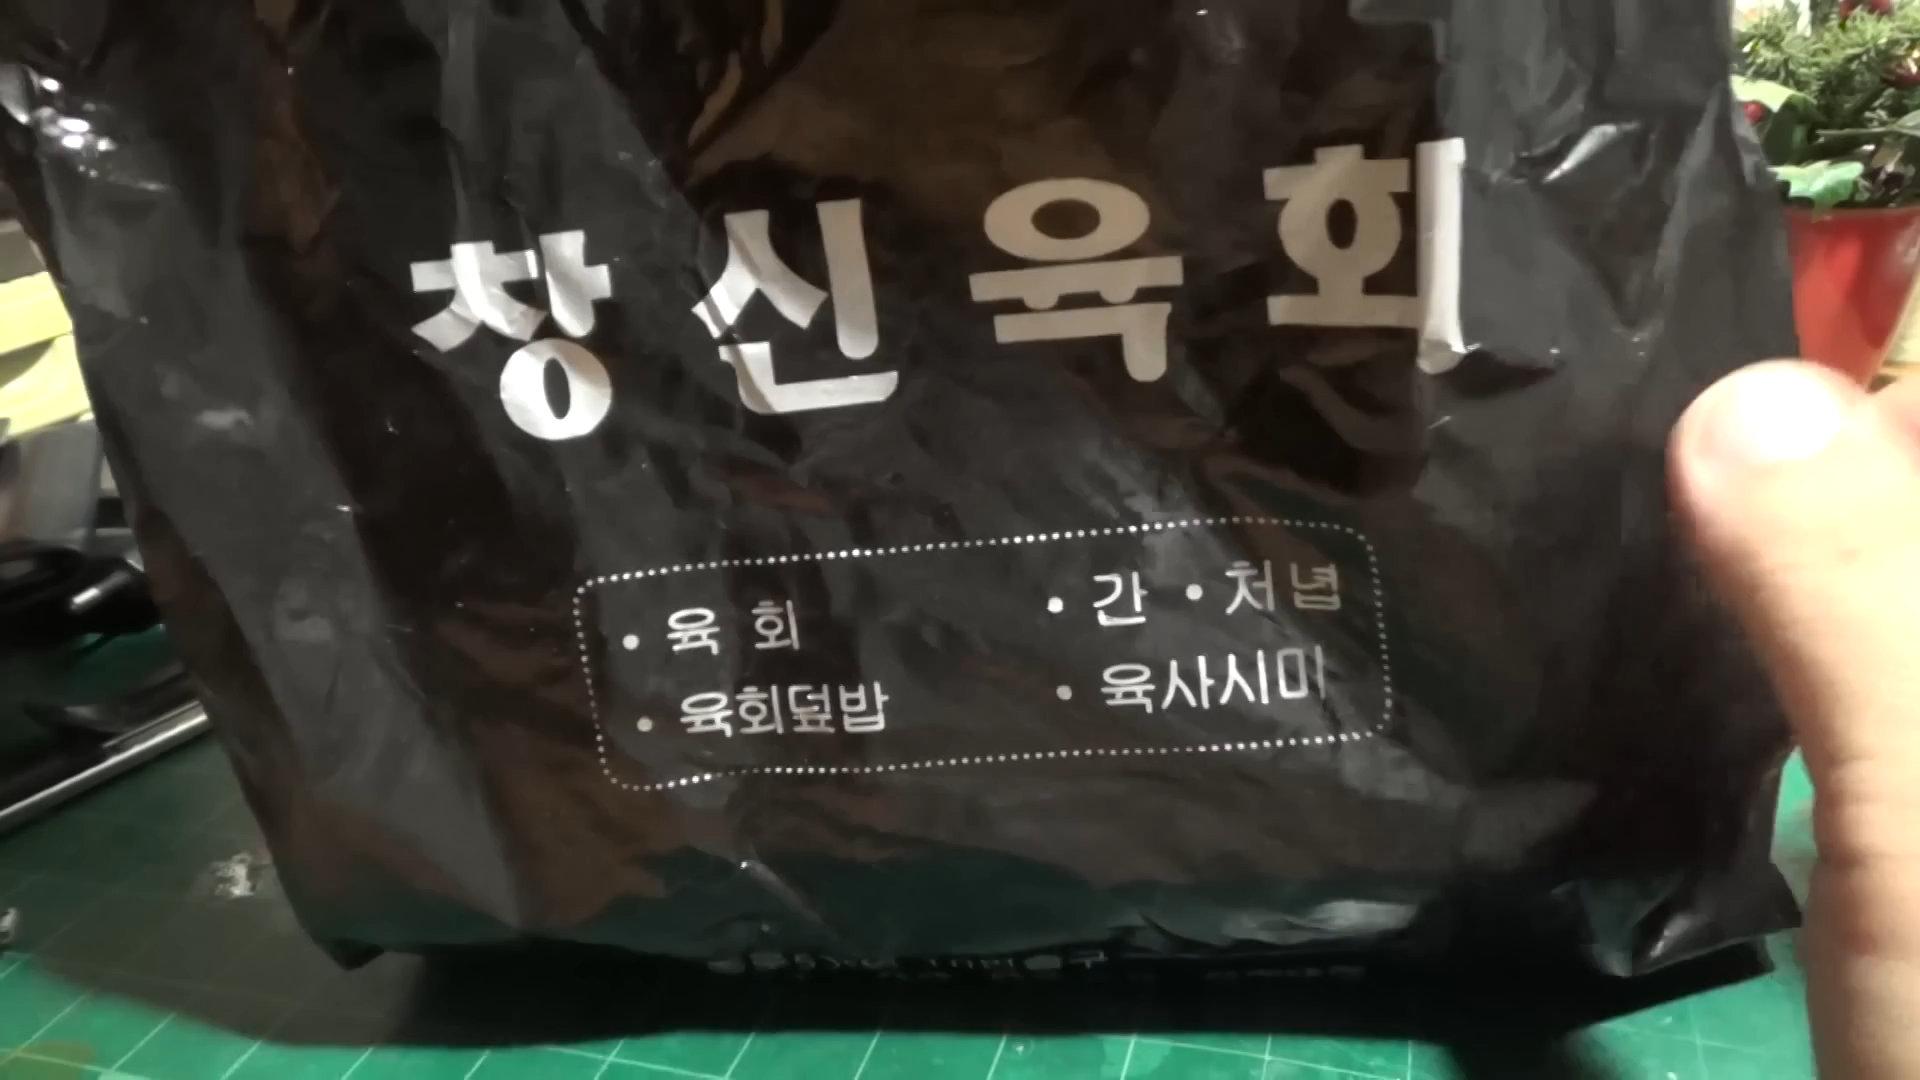 창신육회
• 육회 • 간 • 처녑
• 육회덮밥 • 육사시미